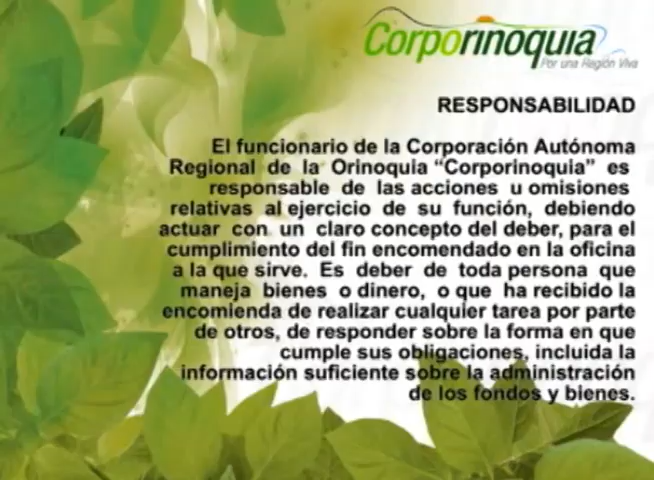 Corporinoquia
Por una Región Viva
RESPONSABILIDAD
El funcionario de la Corporación Autónoma
Regional de la Orinoquia “Corporinoquia” es
responsable de las acciones u omisiones
relativas al ejercicio de su función, debiendo
actuar con un claro concepto del deber, para el
cumplimiento del fin encomendado en la oficina
a la que sirve. Es deber de toda persona que
maneja bienes o dinero, o que ha recibido la
encomienda de realizar cualquier tarea por parte
de otros, de responder sobre la forma en que
cumple sus obligaciones, incluida la
información suficiente sobre la administración
de los fondos y bienes.